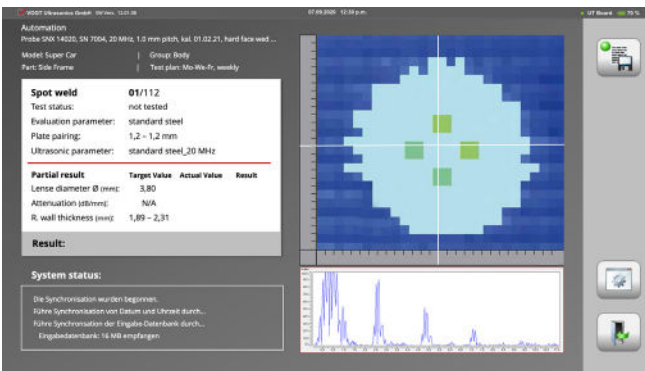 VOGT Ultrasonics GmbH
07.09.2020 12:30 p.m.
UT Board 70 %
Automation
Probe SNX 14020, SN 7004, 20 MHz, 1.0 mm pitch, kal. 01.02.21, hard face wed ...
Model: Super Car | Group: Body
Part: Side Frame | Test plan: Mo-We-Fr, weekly
Spot weld 01/112
Test status: not tested
Evaluation parameter: standard steel
Plate pairing: 1,2 – 1,2 mm
Ultrasonic parameter: standard steel_20 MHz
Partial result Target Value Actual Value Result
Lense diameter Ø (mm): 3,80
Attenuation (dB/mm): N/A
R. wall thickness (mm): 1,89 – 2,31
Result:
System status:
Die Synchronisation wurden begonnen.
Führe Synchronisation von Datum und Uhrzeit durch...
Führe Synchronisation der Eingabe-Datenbank durch...
Eingabedatenbank: 16 MB empfangen